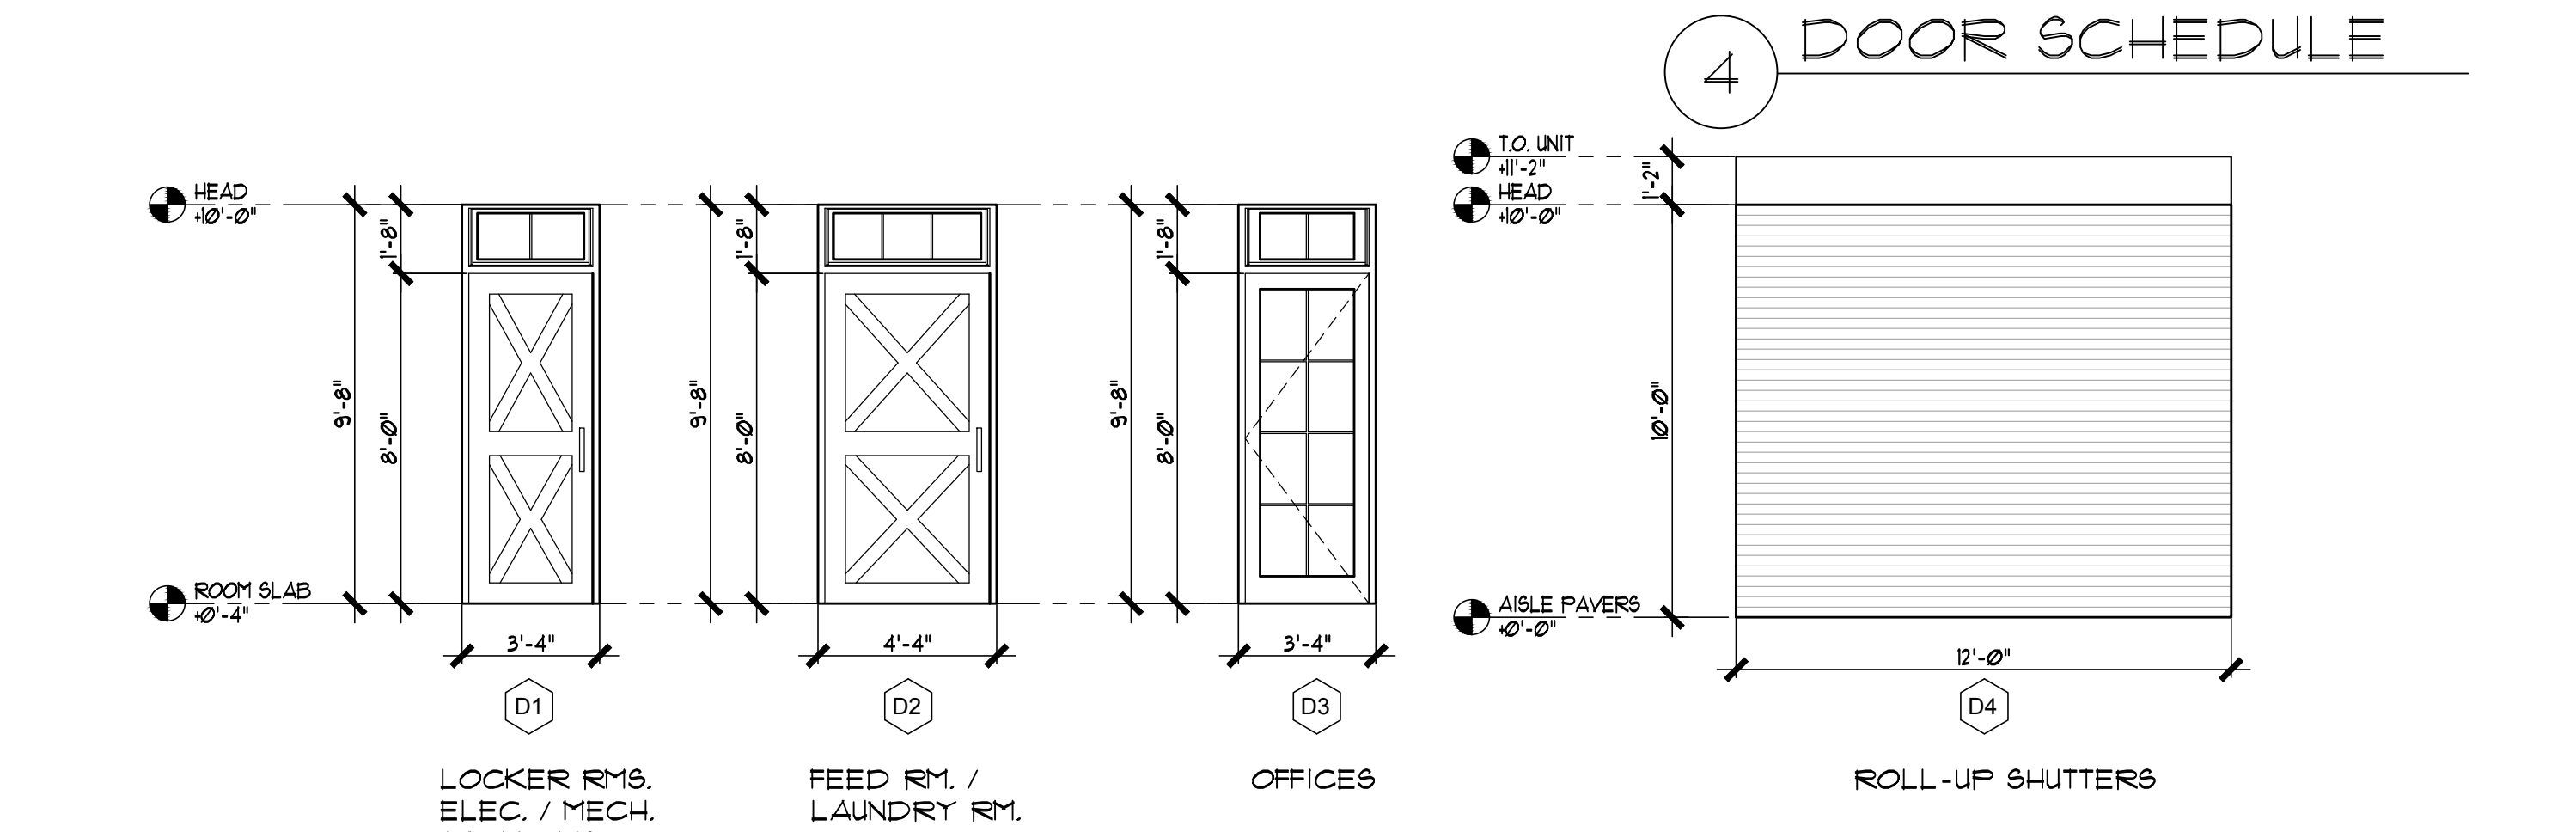 4 DOOR SCHEDULE
T.O. UNIT
+11'-2"
HEAD
+10'-0"
HEAD
+10'-0"
1'-8"
1'-8"
1'-8"
1'-2"
9'-8"
8'-0"
9'-8"
8'-0"
9'-8"
8'-0"
10'-0"
ROOM SLAB
+0'-4"
AISLE PAVERS
+0'-0"
3'-4"
4'-4"
3'-4"
12'-0"
D1
D2
D3
D4
LOCKER RMS.
ELEC. / MECH.
FEED RM. /
LAUNDRY RM.
OFFICES
ROLL-UP SHUTTERS